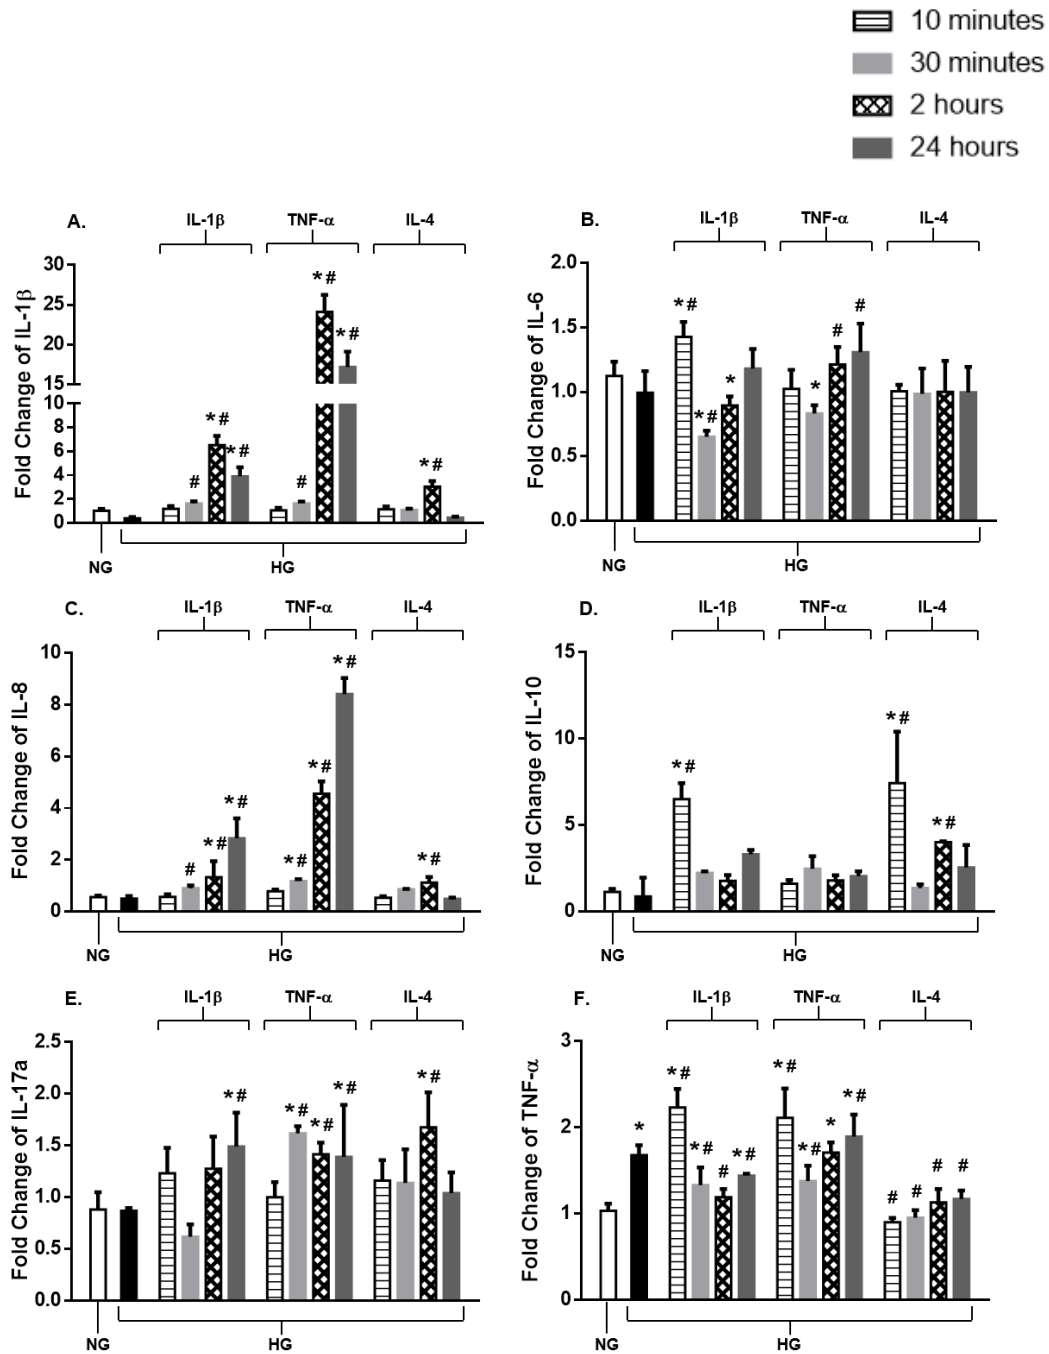 10 minutes
30 minutes
2 hours
24 hours
A.
IL-1β
TNF-α
IL-4
Fold Change of IL-1β
30
25
20
15
10
8
6
4
2
0
#
*#
*#
#
*#
*#
*#
NG
HG
B.
IL-1β
TNF-α
IL-4
Fold Change of IL-6
2.0
1.5
1.0
0.5
0.0
*#
*#
*
*
#
#
NG
HG
C.
IL-1β
TNF-α
IL-4
Fold Change of IL-8
10
8
6
4
2
0
#
*#
*#
*#
*#
*#
*#
NG
HG
D.
IL-1β
TNF-α
IL-4
Fold Change of IL-10
15
10
5
0
*#
*#
*#
NG
HG
E.
IL-1β
TNF-α
IL-4
Fold Change of IL-17a
2.5
2.0
1.5
1.0
0.5
0.0
*#
*#
*#
*#
*#
NG
HG
F.
IL-1β
TNF-α
IL-4
Fold Change of TNF-α
3
2
1
0
*
*#
*#
#
*#
*#
*#
*
*#
#
#
#
#
NG
HG